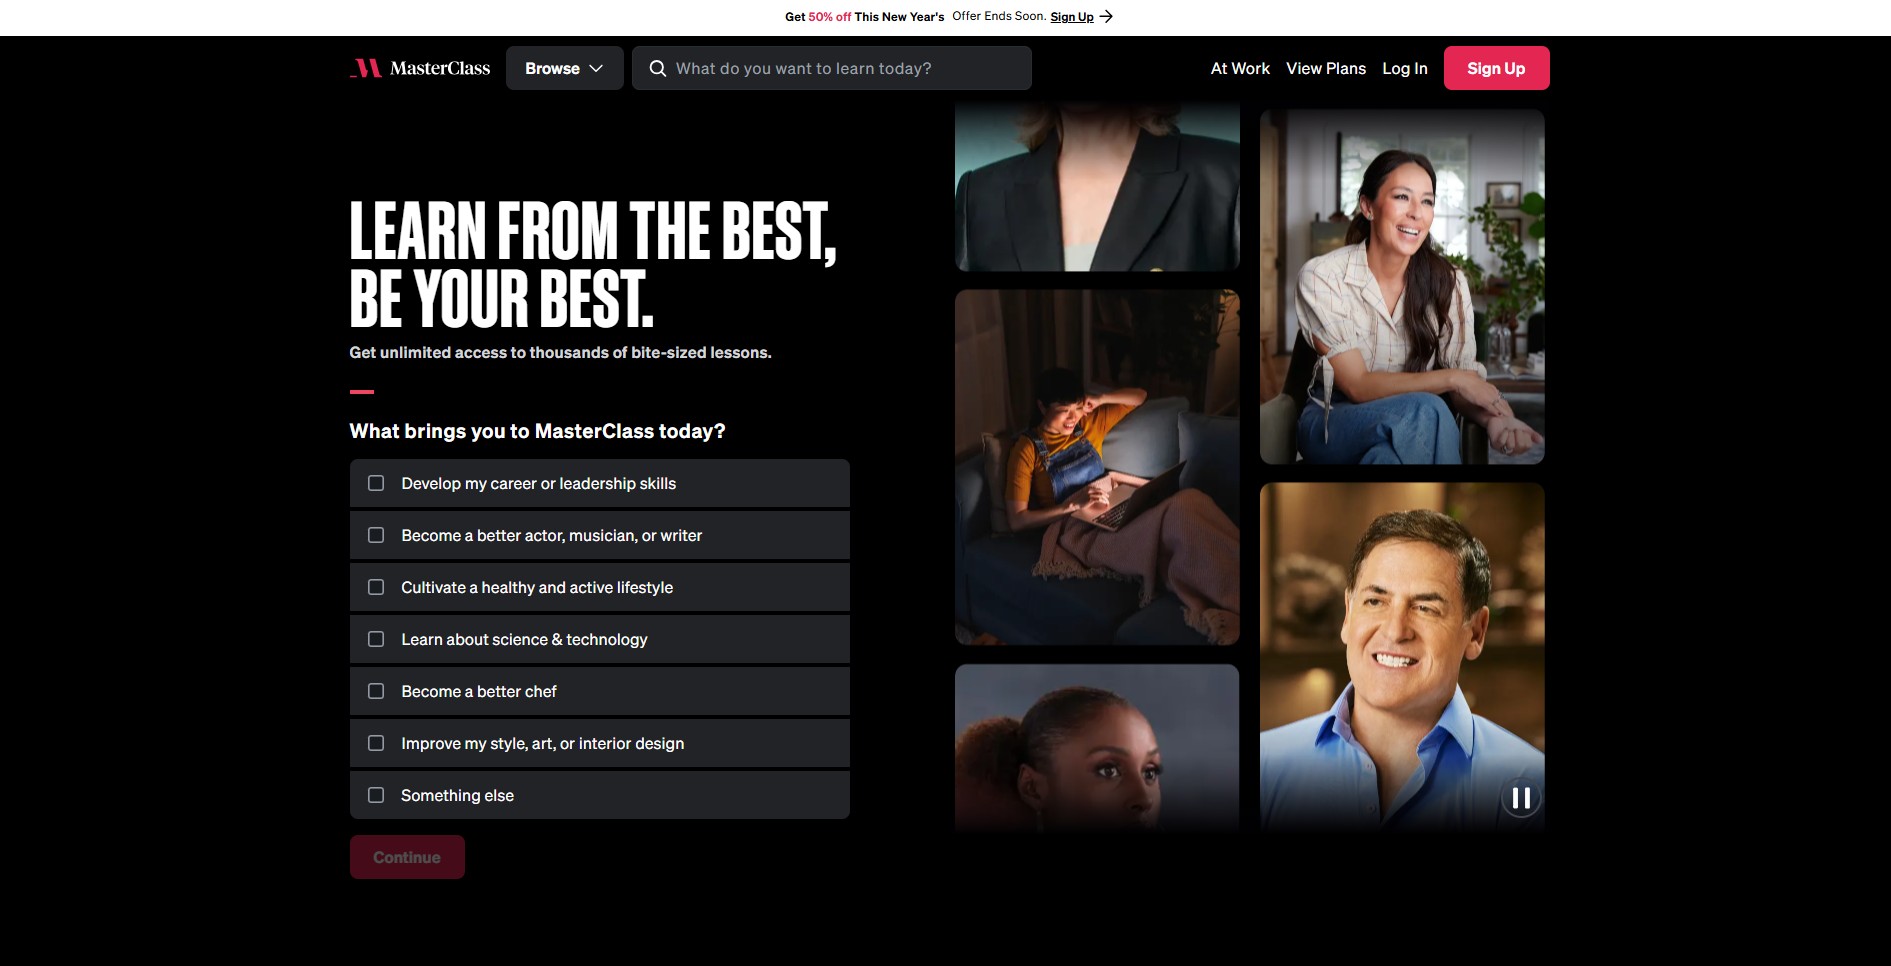 Get 50% off This New Year's Offer Ends Soon. Sign Up
MasterClass
Browse
What do you want to learn today?
At Work
View Plans
Log In
Sign Up
LEARN FROM THE BEST,
BE YOUR BEST.
Get unlimited access to thousands of bite-sized lessons.
What brings you to MasterClass today?
Develop my career or leadership skills
Become a better actor, musician, or writer
Cultivate a healthy and active lifestyle
Learn about science & technology
Become a better chef
Improve my style, art, or interior design
Something else
Continue